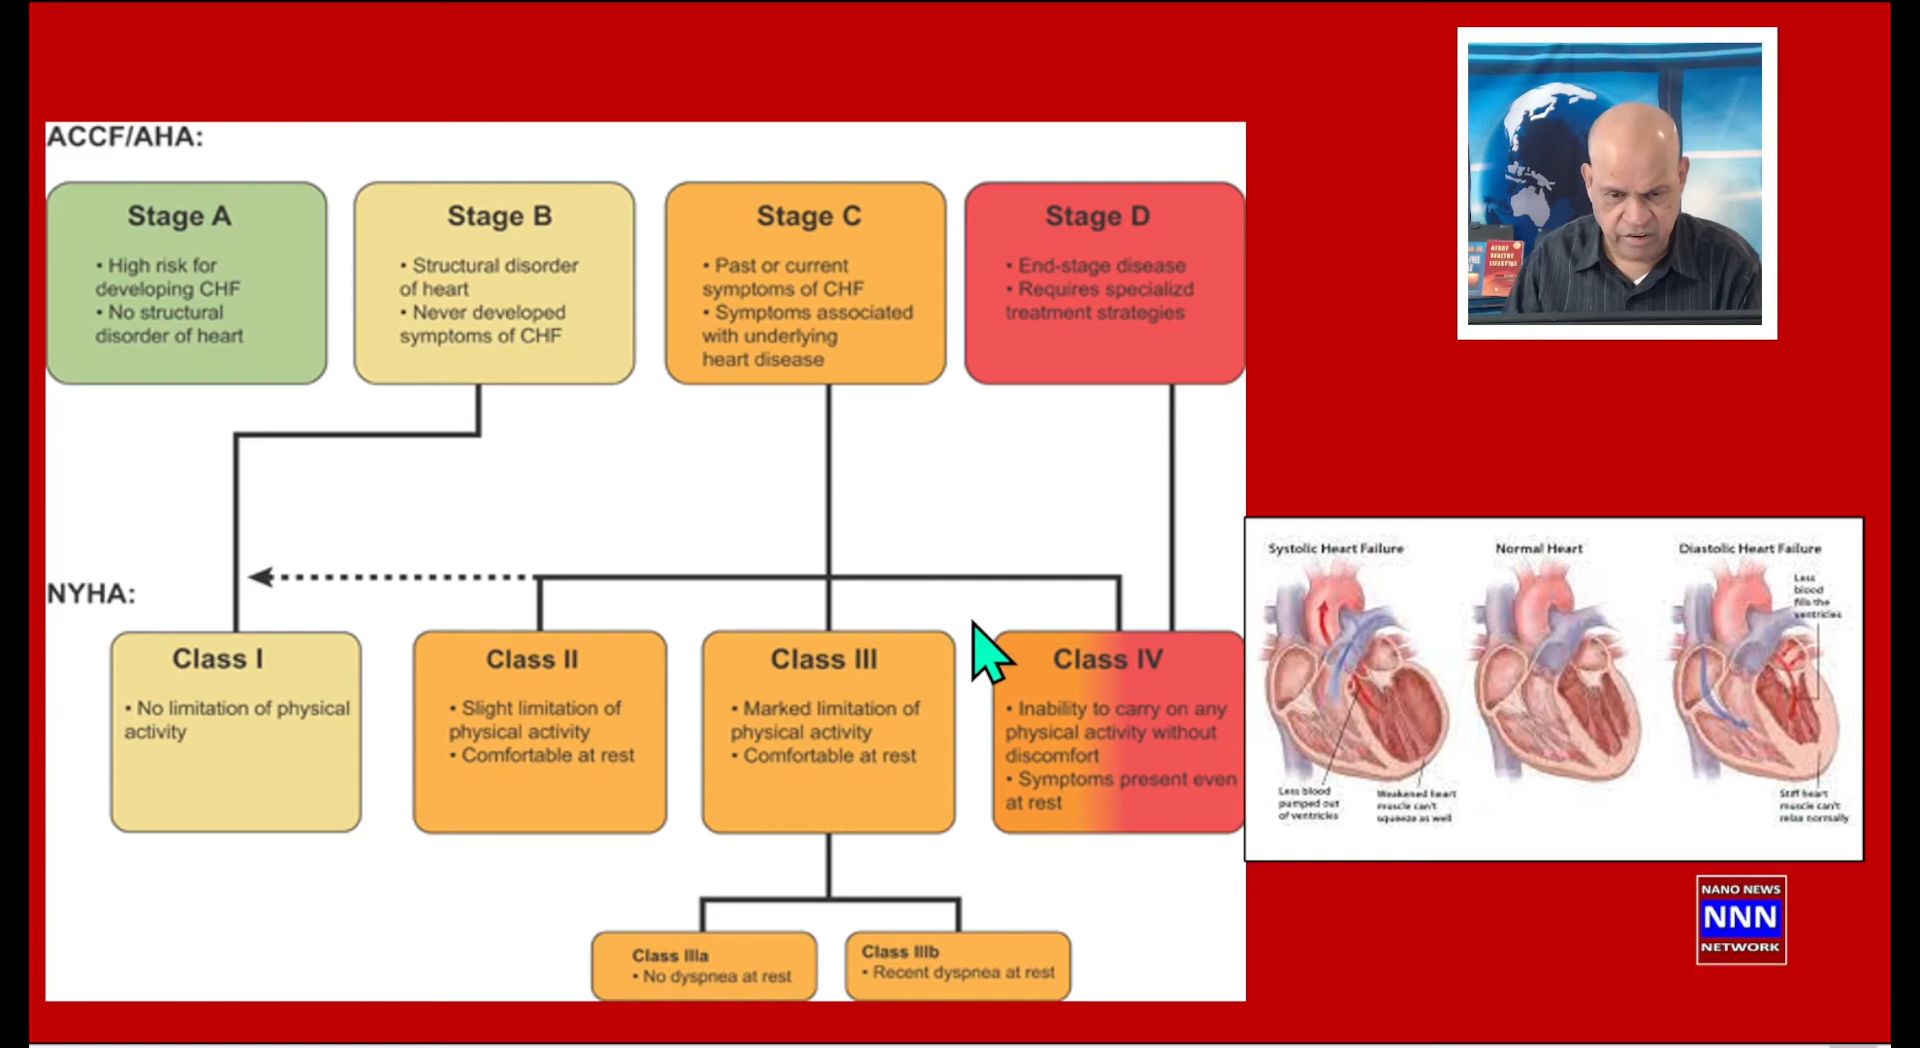 ACCF/AHA:
Stage A
• High risk for
developing CHF
• No structural
disorder of heart
Stage B
• Structural disorder
of heart
• Never developed
symptoms of CHF
Stage C
• Past or current
symptoms of CHF
• Symptoms associated
with underlying
heart disease
Stage D
• End-stage disease
• Requires specializd
treatment strategies
NYHA:
Class I
• No limitation of physical
activity
Class II
• Slight limitation of
physical activity
• Comfortable at rest
Class III
• Marked limitation of
physical activity
• Comfortable at rest
Class IV
• Inability to carry on any
physical activity without
discomfort
• Symptoms present even
at rest
Class IIIa
• No dyspnea at rest
Class IIIb
• Recent dyspnea at rest
Systolic Heart Failure
Less blood
pumped out
of ventricles
Weakened heart
muscle can't
squeeze as well
Normal Heart
Diastolic Heart Failure
Less
blood
fills the
ventricles
Stiff heart
muscle can't
relax normally
NANO NEWS
NNN
NETWORK